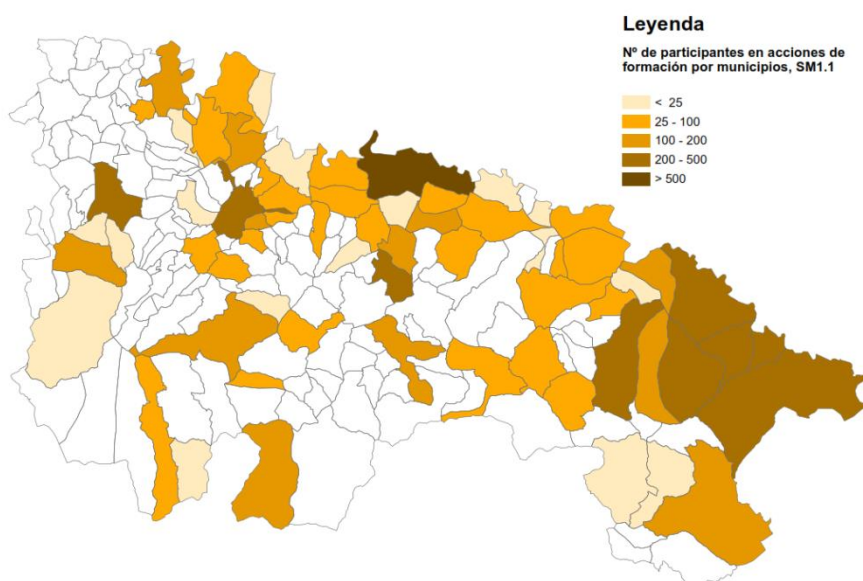 Leyenda
Nº de participantes en acciones de
formación por municipios, SM1.1
< 25
25 - 100
100 - 200
200 - 500
> 500